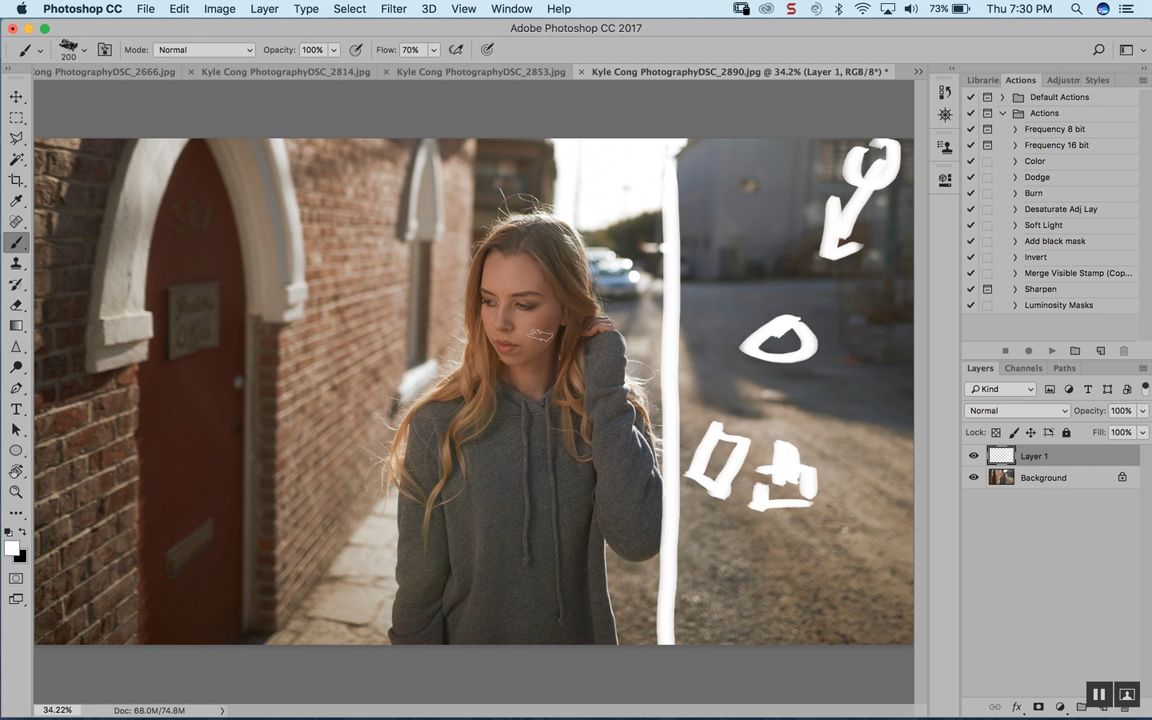 Photoshop CC File Edit Image Layer Type Select Filter 3D View Window Help 73% Thu 7:30 PM
Adobe Photoshop CC 2017
200 Mode: Normal Opacity: 100% Flow: 70%
ong PhotographyDSC_2666.jpg Kyle Cong PhotographyDSC_2814.jpg Kyle Cong PhotographyDSC_2853.jpg Kyle Cong PhotographyDSC_2890.jpg @ 34.2% (Layer 1, RGB/8*) *
Librarie Actions Adjustm Styles
Default Actions
Actions
Frequency 8 bit
Frequency 16 bit
Color
Dodge
Burn
Desaturate Adj Lay
Soft Light
Add black mask
Invert
Merge Visible Stamp (Cop...
Sharpen
Luminosity Masks
Layers Channels Paths
Kind
Normal Opacity: 100%
Lock: Fill: 100%
Layer 1
Background
321
fx
34.22% Doc: 68.0M/74.8M